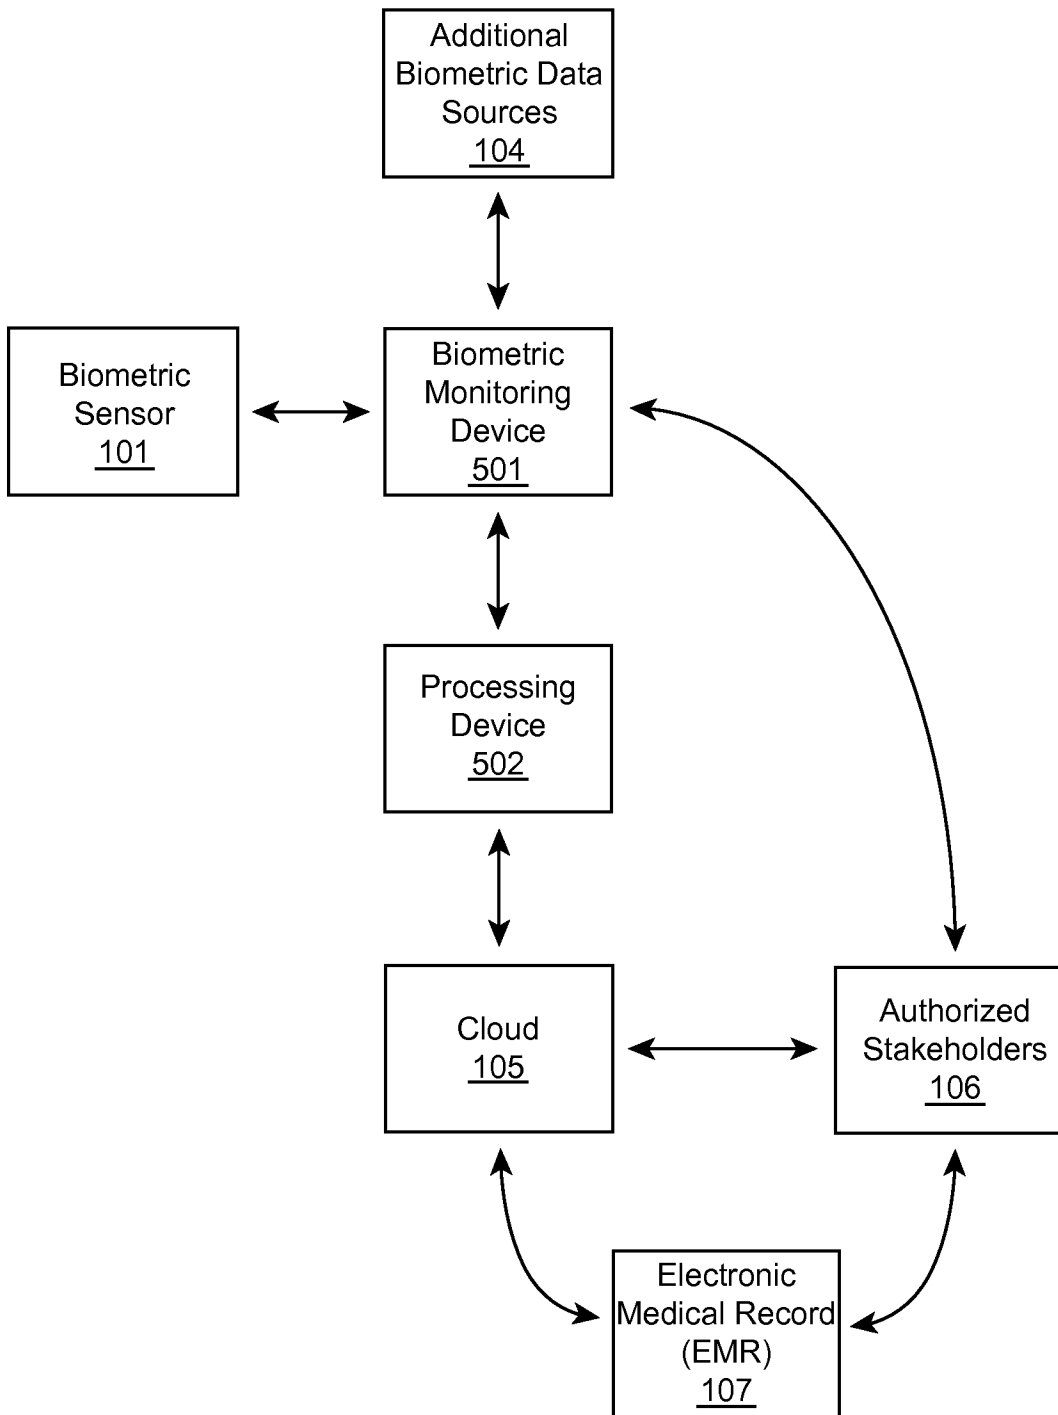 Additional
Biometric Data
Sources
104
Biometric
Sensor
101
Biometric
Monitoring
Device
501
Processing
Device
502
Cloud
105
Authorized
Stakeholders
106
Electronic
Medical Record
(EMR)
107